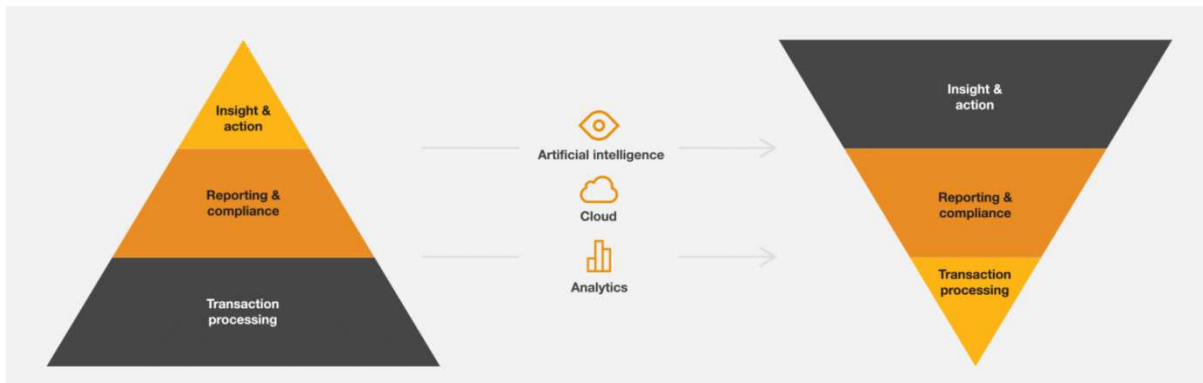 Insight &
action
Reporting &
compliance
Transaction
processing
Artificial intelligence
Cloud
Analytics
Insight &
action
Reporting &
compliance
Transaction
processing